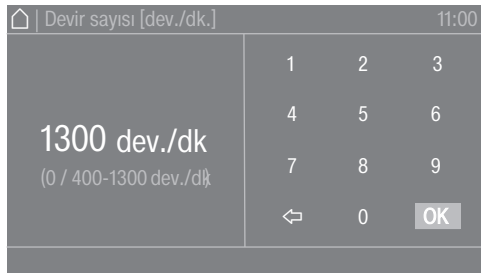 | Devir sayısı [dev./dk.] 11:00
1 2 3
4 5 6
1300 dev./dk
(0 / 400-1300 dev./dk)
7 8 9
0 OK